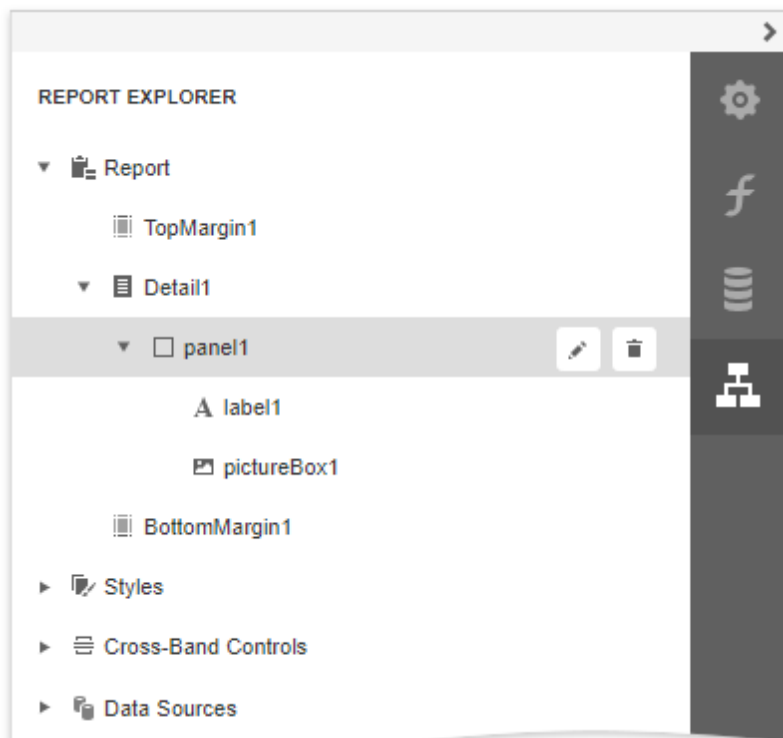 REPORT EXPLORER
Report
TopMargin1
Detail1
panel1
label1
pictureBox1
BottomMargin1
Styles
Cross-Band Controls
Data Sources